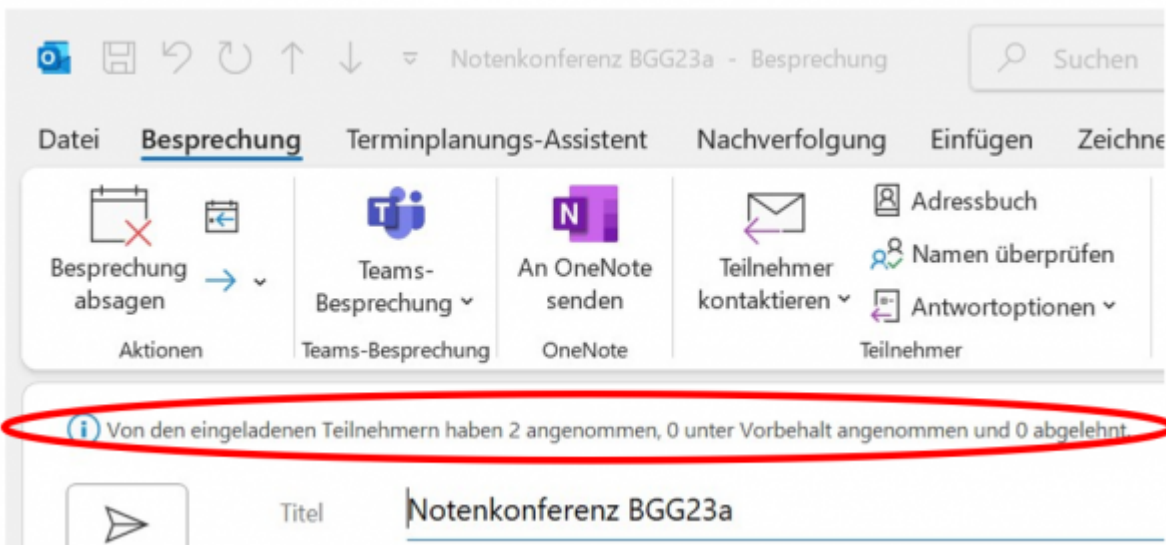 Notenkonferenz BGG23a - Besprechung
Suchen
Datei Besprechung Terminplanungs-Assistent Nachverfolgung Einfügen Zeichne
Besprechung
absagen
Aktionen
Teams-
Besprechung
Teams-Besprechung
An OneNote
senden
OneNote
Teilnehmer
kontaktieren
Adressbuch
Namen überprüfen
Antwortoptionen
Teilnehmer
Von den eingeladenen Teilnehmern haben 2 angenommen, 0 unter Vorbehalt angenommen und 0 abgelehnt.
Titel Notenkonferenz BGG23a